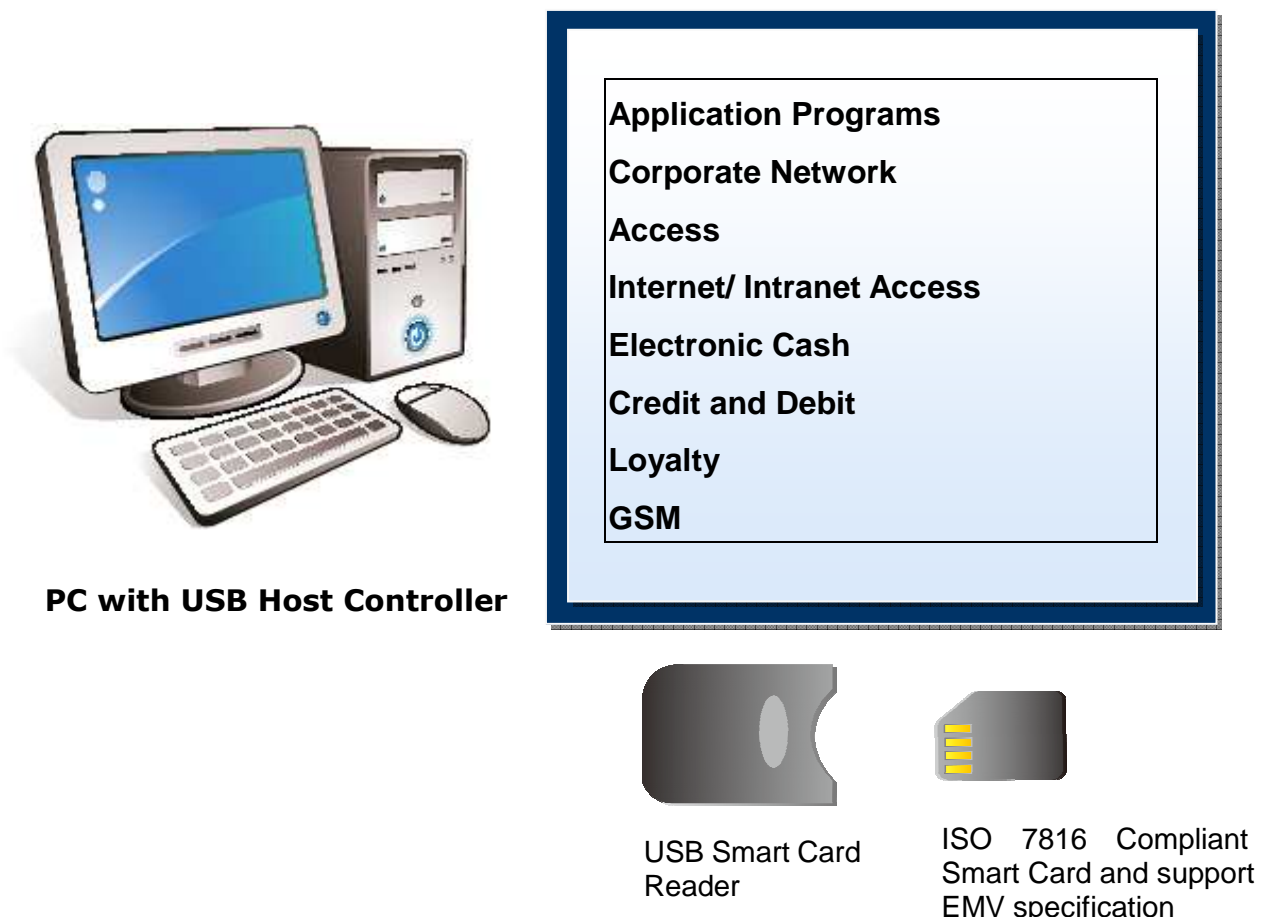 Application Programs
Corporate Network
Access
Internet/ Intranet Access
Electronic Cash
Credit and Debit
Loyalty
GSM
PC with USB Host Controller
USB Smart Card
Reader
ISO 7816 Compliant
Smart Card and support
EMV specification